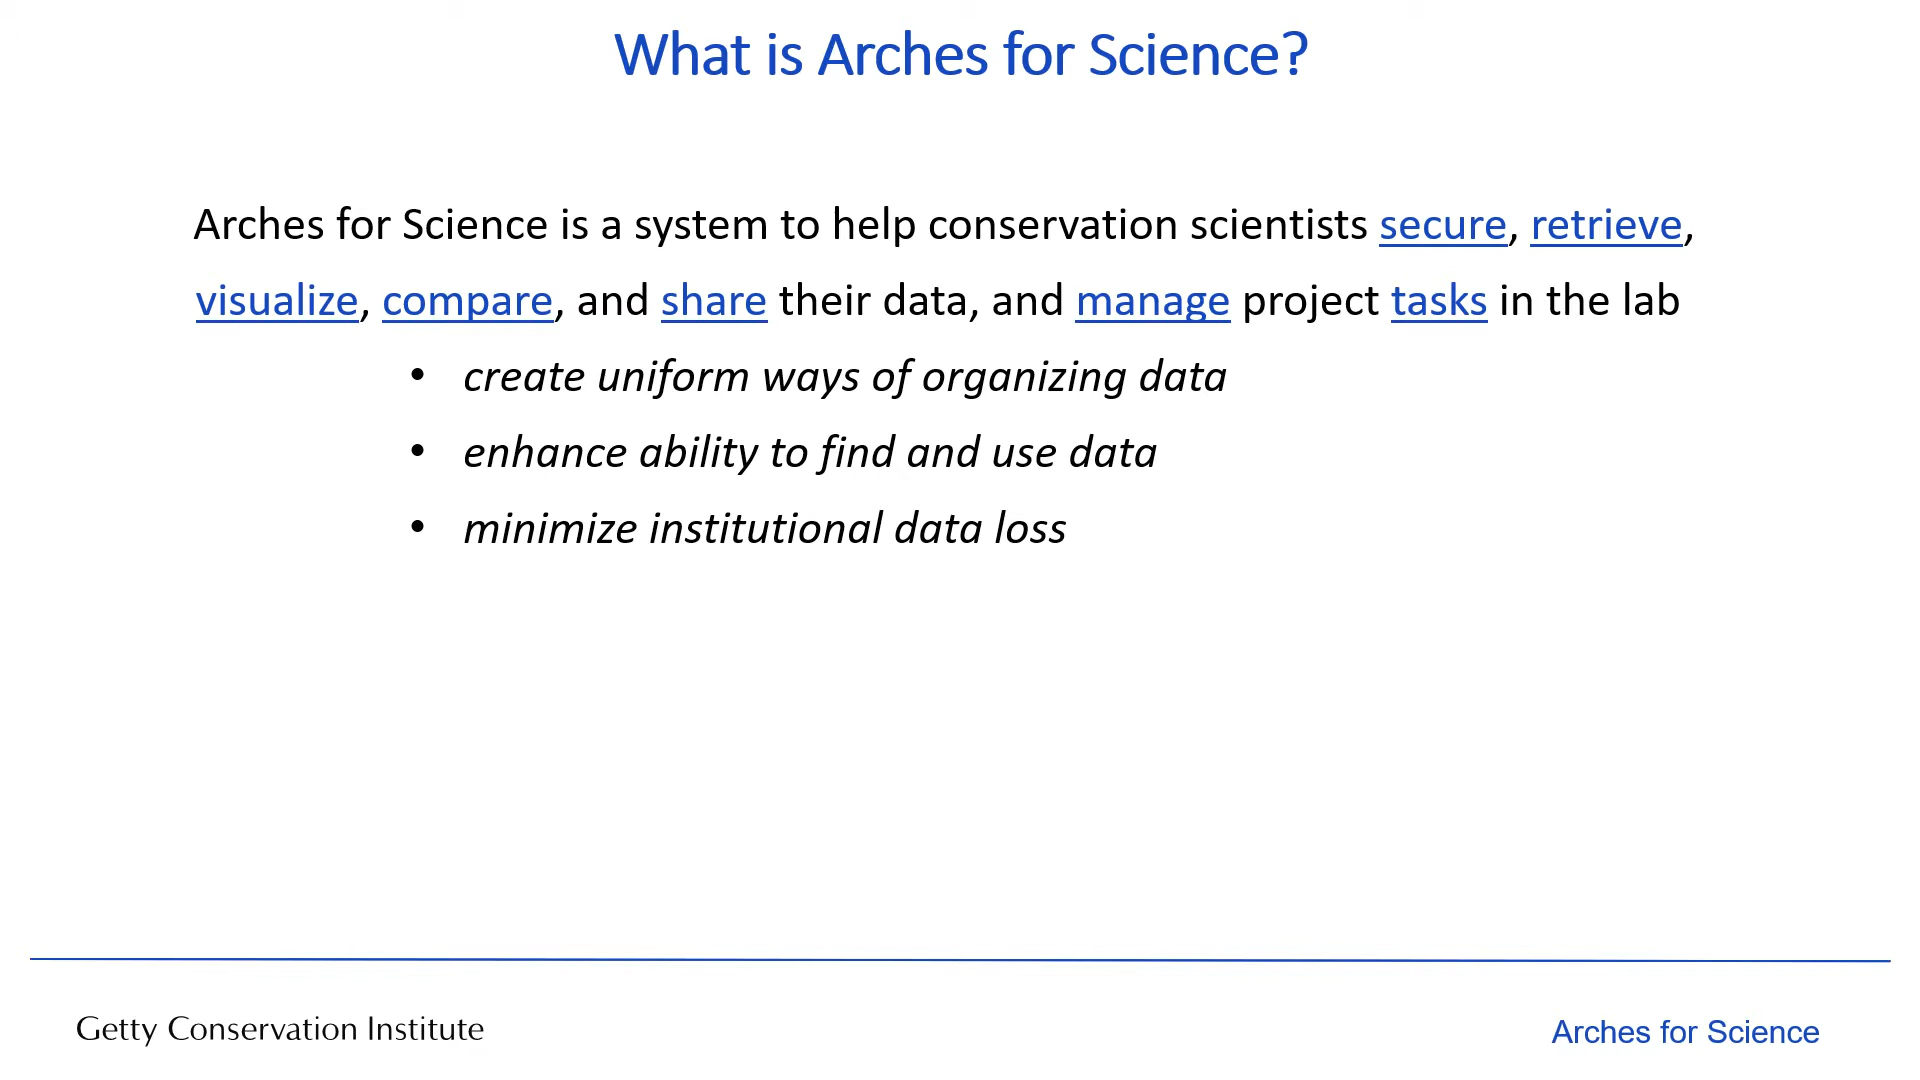 What is Arches for Science?
Arches for Science is a system to help conservation scientists secure, retrieve,
visualize, compare, and share their data, and manage project tasks in the lab
• create uniform ways of organizing data
• enhance ability to find and use data
• minimize institutional data loss
Getty Conservation Institute
Arches for Science